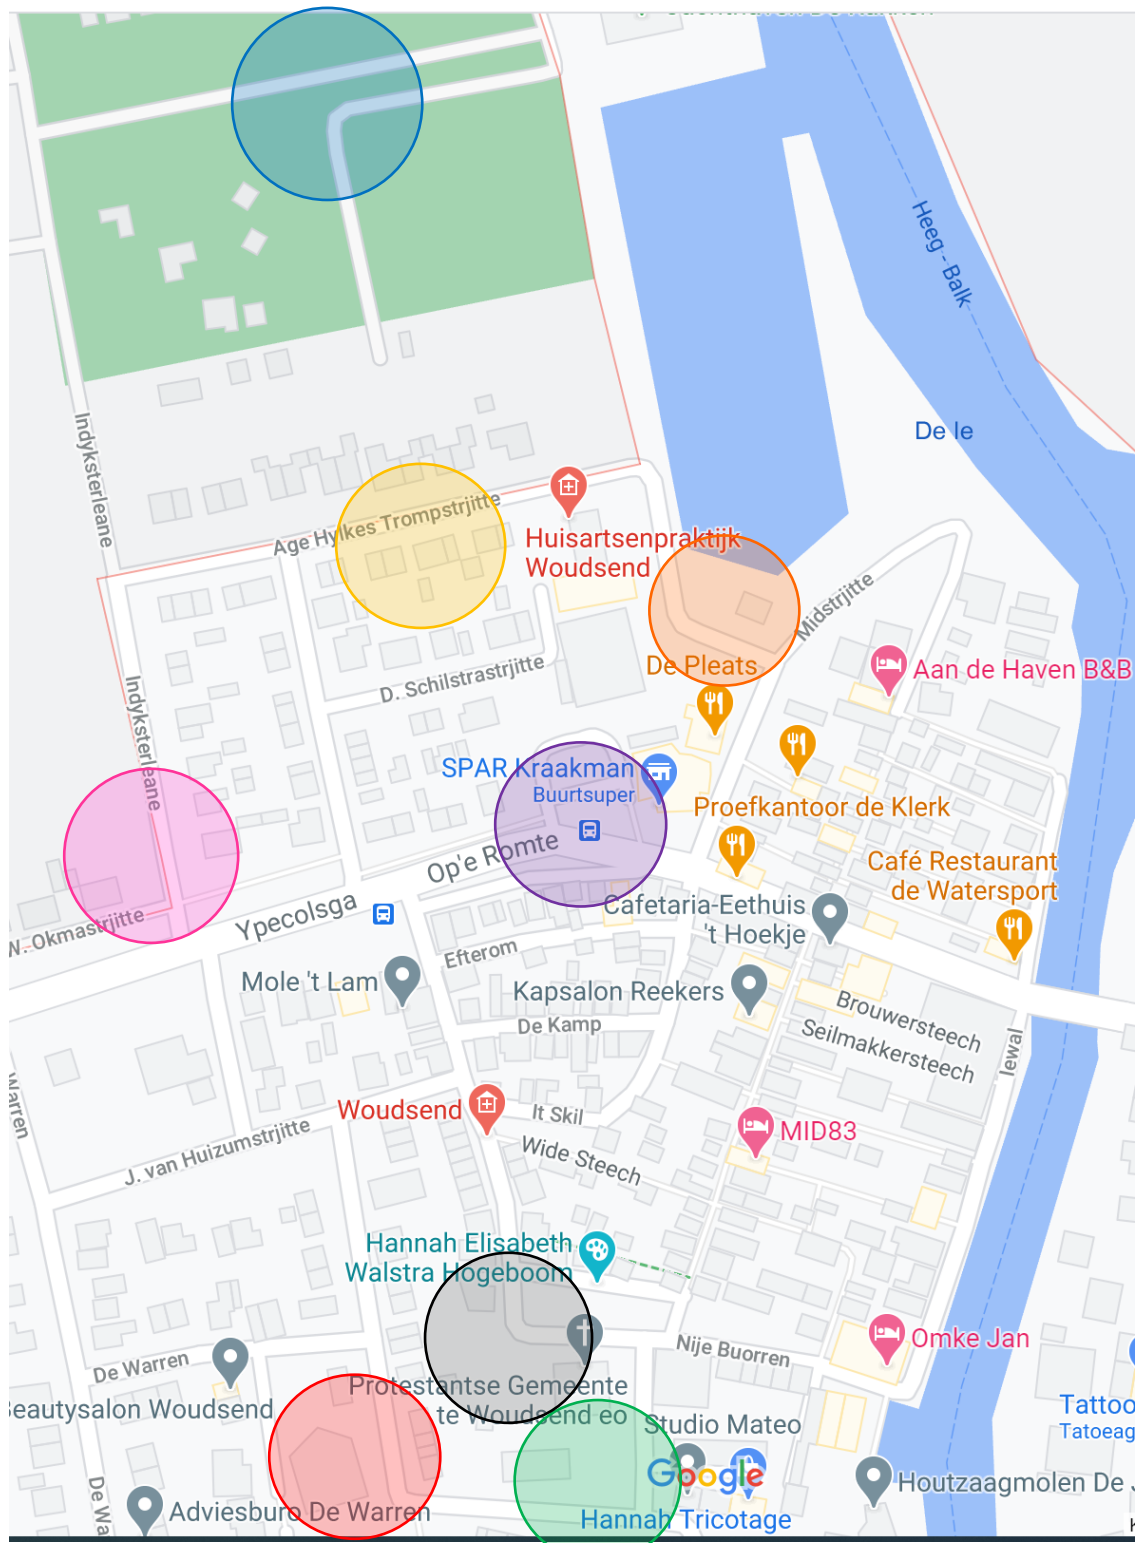 Heeg - Balk
De Ie
Indyksterleane
Age Hylkes Trompstrjitte
Huisartsenpraktijk
Woudsend
Midstrjitte
De Pleats
Aan de Haven B&B
D. Schilstrastrjitte
Indyksterleane
SPAR Kraakman
Buurtsuper
Proefkantoor de Klerk
Op'e Romte
Café Restaurant
de Watersport
Ypecolsga
W. Okmastrjitte
Cafetaria-Eethuis
't Hoekje
Efterom
Mole 't Lam
Kapsalon Reekers
De Kamp
Brouwersteech
Seilmakkersteech
Iewal
Warren
Woudsend
It Skil
MID83
J. van Huizumstrjitte
Wide Steech
Hannah Elisabeth
Walstra Hogeboom
Omke Jan
Nije Buorren
De Warren
Protestantse Gemeente
te Woudsend eo
Beautysalon Woudsend
Studio Mateo
Tattoo
Tatoeag
Google
Houtzaagmolen De
De Wa
Adviesburo De Warren
Hannah Tricotage